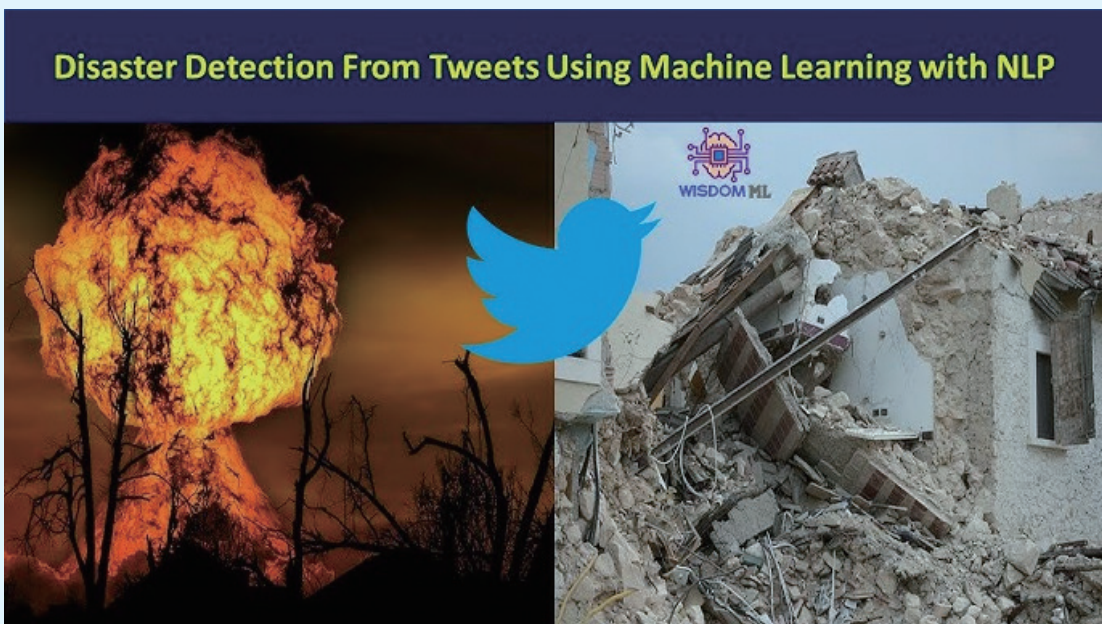 Disaster Detection From Tweets Using Machine Learning with NLP
WISDOM ML